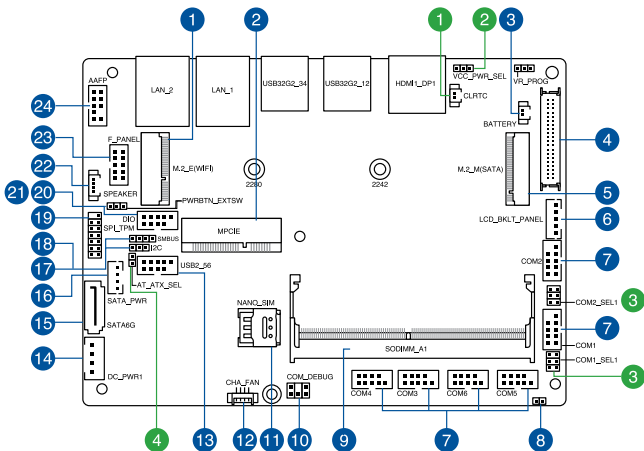 1 2 1 2 3
AAFP
LAN_2
LAN_1
USB32G2_34
USB32G2_12
HDMI1_DP1
VCC_PWR_SEL
VR_PROG
CLRTC
BATTERY
24
23
F_PANEL
M.2_E(WIFI)
2280
2242
M.2_M(SATA)
4
22
SPEAKER
5
21 20
PWRBTN_EXTSW
19
DIO
SPI_TPM
MPCIE
LCD_BKLT_PANEL
6
18
SMBUS
I2C
COM2
7
17
USB2_56
16
AT_ATX_SEL
SATA_PWR
NANO_SIM
COM2_SEL1
3
15
SATA6G
SODIMM_A1
7
COM1
COM1_SEL1
14
DC_PWR1
CHA_FAN
COM_DEBUG
COM4
COM3
COM6
COM5
3
4 13 12 11 10 9 7 8